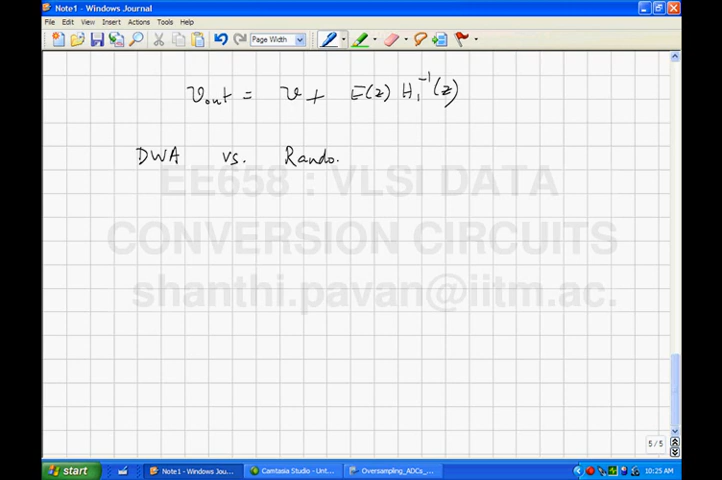 Note1 - Windows Journal
File Edit View Insert Actions Tools Help
Page Width
Vout = v + E(z) H₁⁻¹(z)
DWA vs. Rando.
EE658 : VLSI DATA
CONVERSION CIRCUITS
shanthi.pavan@iitm.ac.
5 / 5
start Note1 - Windows Jou... Camtasia Studio - Unt... Oversampling_ADCs_... 10:25 AM